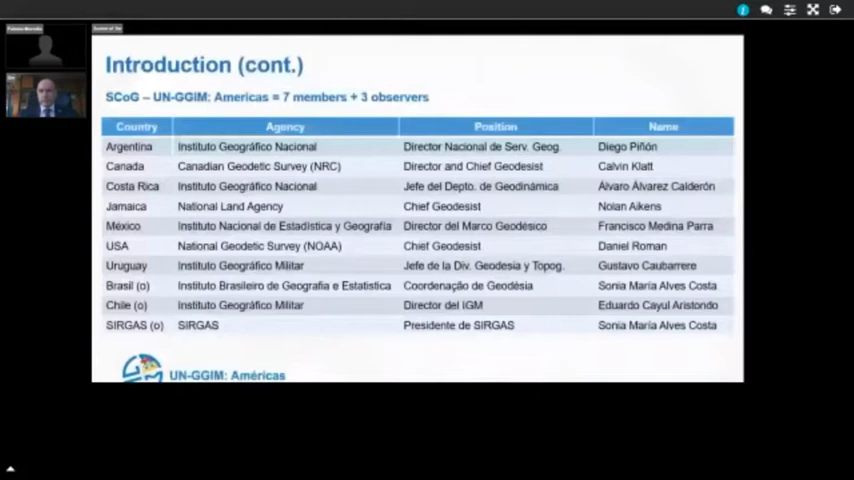 Introduction (cont.)
SCoG – UN-GGIM: Americas = 7 members + 3 observers
Country Agency Position Name
Argentina Instituto Geográfico Nacional Director Nacional de Serv. Geog. Diego Piñón
Canada Canadian Geodetic Survey (NRC) Director and Chief Geodesist Calvin Klatt
Costa Rica Instituto Geográfico Nacional Jefe del Depto. de Geodinámica Álvaro Álvarez Calderón
Jamaica National Land Agency Chief Geodesist Nolan Aikens
México Instituto Nacional de Estadística y Geografía Director del Marco Geodésico Francisco Medina Parra
USA National Geodetic Survey (NOAA) Chief Geodesist Daniel Roman
Uruguay Instituto Geográfico Militar Jefe de la Div. Geodesia y Topog. Gustavo Caubarrere
Brasil (o) Instituto Brasileiro de Geografia e Estatistica Coordenação de Geodésia Sonia María Alves Costa
Chile (o) Instituto Geográfico Militar Director del IGM Eduardo Cayul Aristondo
SIRGAS (o) SIRGAS Presidente de SIRGAS Sonia María Alves Costa
UN-GGIM: Américas